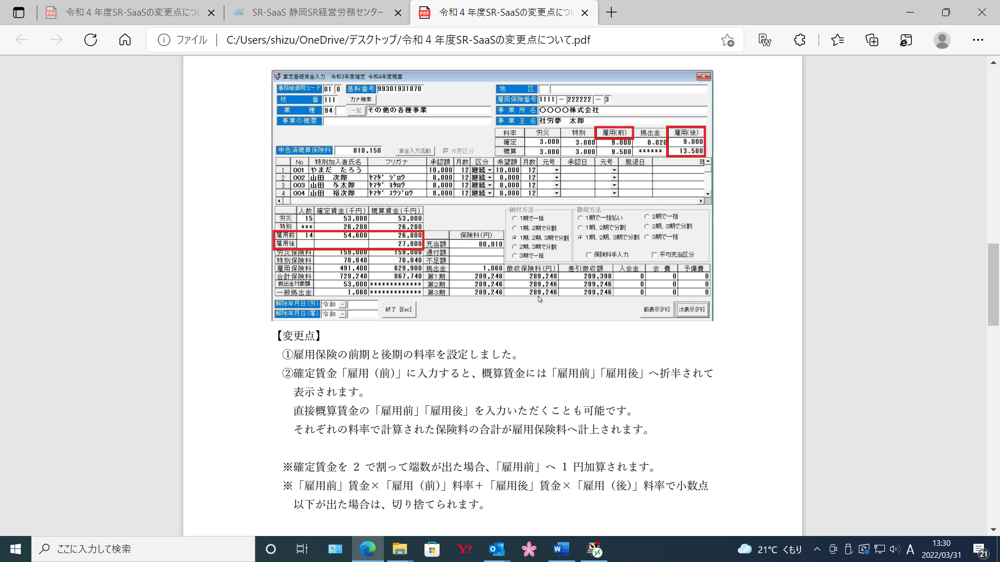 令和４年度SR-SaaSの変更点につい
SR-SaaS 静岡SR経営労務センター
令和４年度SR-SaaSの変更点につい
ファイル
C:/Users/shizu/OneDrive/デスクトップ/令和４年度SR-SaaSの変更点について.pdf
算定基礎賃金入力 令和3年度確定 令和4年度概算
事務組適用コード 01 0 基幹番号 99301931870 地 区
枝 番 111 カナ検索 雇用保険番号 1111 － 222222 － 3
業 種 94 一覧 その他の各種事業 事業所名 〇〇〇〇株式会社
事業の概要 事業主名 社労夢 太郎
料率 労災 特別 雇用(前) 拠出金 雇用(後)
確定 3.000 3.000 9.000 0.020 9.000
申告済概算保険料 810,150 賃金入力流動 年更区分 概算 3.000 3.000 9.500 ****** 13.500
No 特別加入者氏名 フリガナ 承認額 月数 区分 希望額 月数 元号 承認日 元号 脱退日 理
1 001 やまだ たろう 10,000 12 継続 10,000 12
2 002 山田 次郎 ﾔﾏﾀﾞ ｼﾞﾛｳ 8,000 12 継続 8,000 12
3 003 山田 与太郎 ﾔﾏﾀﾞ ﾖﾀﾛｳ 8,000 12 継続 8,000 12
4 004 山田 裕次郎 ﾔﾏﾀﾞ ﾕｳｼﾞﾛｳ 8,000 12 継続 8,000 12
人数 確定賃金(千円) 概算賃金(千円)
労災 15 53,000 53,000
特別 *** 26,280 26,280
雇用前 14 54,600 26,800 保険料(円)
雇用後 27,800 充当額 80,910
労災保険料 159,000 159,000 還付額
特別保険料 78,840 78,840 不足額
納付方法
1期で一括
1期、2期で分割
1期、2期、3期で分割
2期、3期で分割
3期で一括
徴収方法
1期で一括払い 2期で一括
1期、2期で分割 2期、3期で分割
1期、2期、3期で分割 3期で一括
保険料手入力 平均充当区分
雇用保険料 491,400 629,900 拠出金 1,060 徴収保険料(円) 差引徴収額 入会金 会 費 予備費
合計保険料 729,240 867,740 第1期 289,248 289,248 209,398 0 0 0
拠出金対象額 53,000 ************* 第2期 289,246 289,246 289,246 0 0 0
一般拠出金 1,060 ************* 第3期 289,246 289,246 289,246 0 0 0
解除年月日(労) 令和
解除年月日(雇) 令和
終了 [Esc] 前表示[F8] 次表示[F9]
【変更点】
①雇用保険の前期と後期の料率を設定しました。
②確定賃金「雇用（前）」に入力すると、概算賃金には「雇用前」「雇用後」へ折半されて
表示されます。
直接概算賃金の「雇用前」「雇用後」を入力いただくことも可能です。
それぞれの料率で計算された保険料の合計が雇用保険料へ計上されます。
※確定賃金を 2 で割って端数が出た場合、「雇用前」へ 1 円加算されます。
※「雇用前」賃金×「雇用（前）」料率＋「雇用後」賃金×「雇用（後）」料率で小数点
以下が出た場合は、切り捨てられます。
ここに入力して検索
21°C くもり
A
13:30
2022/03/31
21